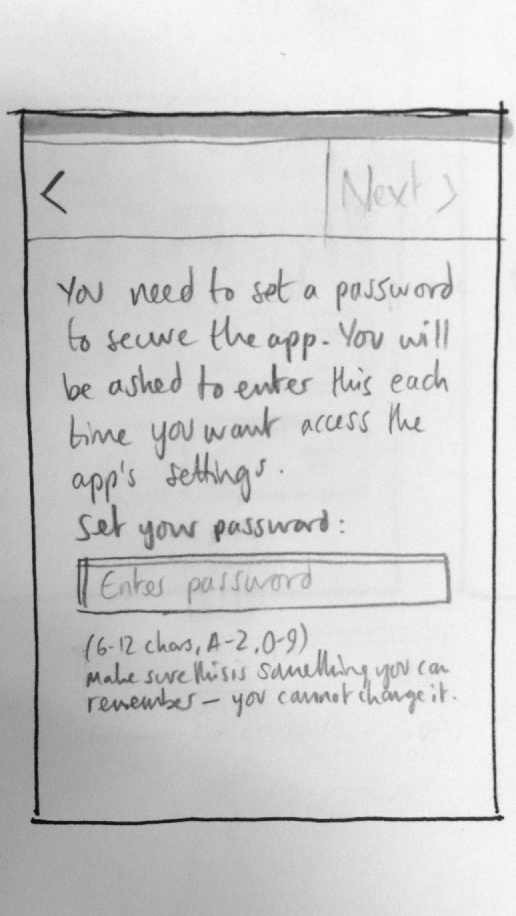 < Next >
You need to set a password
to secure the app. You will
be asked to enter this each
time you want access the
app's settings.
Set your password:
Enter password
(6-12 chars, A-Z, 0-9)
Make sure this is something you can
remember - you cannot change it.